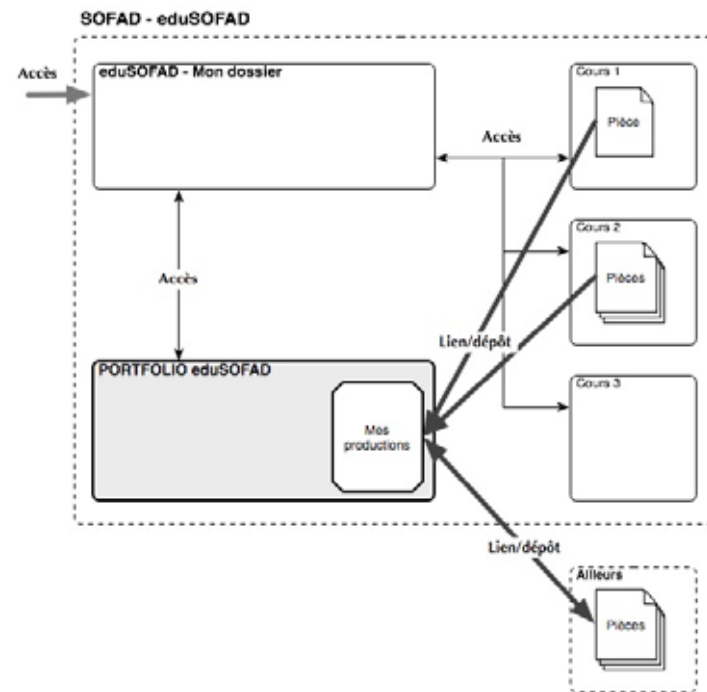 SOFAD - eduSOFAD
Accès
eduSOFAD - Mon dossier
Cours 1
Pièce
Accès
Cours 2
Pièces
Accès
Lien/dépôt
PORTFOLIO eduSOFAD
Cours 3
Mes
productions
Lien/dépôt
Ailleurs
Pièces